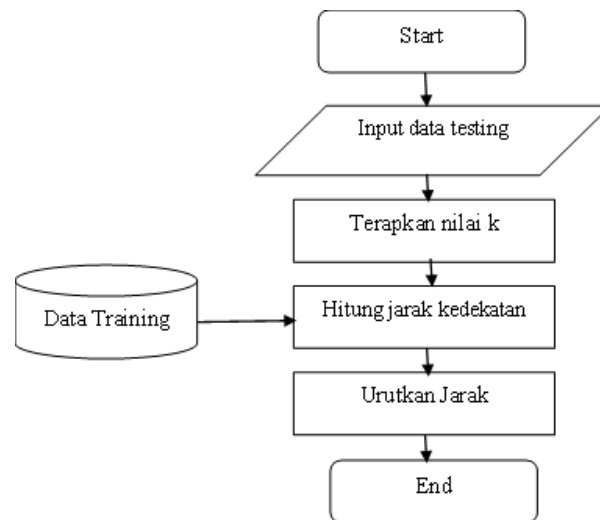 Start
Input data testing
Terapkan nilai k
Data Training
Hitung jarak kedekatan
Urutkan Jarak
End